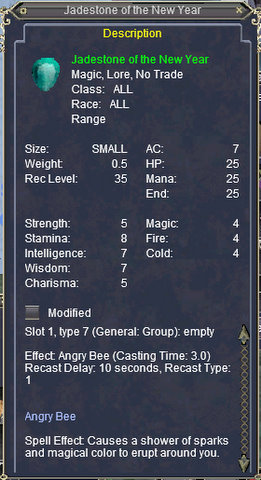 Jadestone of the New Year
Description
Jadestone of the New Year
Magic, Lore, No Trade
Class: ALL
Race: ALL
Range
Size: SMALL AC: 7
Weight: 0.5 HP: 25
Rec Level: 35 Mana: 25
End: 25
Strength: 5 Magic: 4
Stamina: 8 Fire: 4
Intelligence: 7 Cold: 4
Wisdom: 7
Charisma: 5
Modified
Slot 1, type 7 (General: Group): empty
Effect: Angry Bee (Casting Time: 3.0)
Recast Delay: 10 seconds, Recast Type:
1
Angry Bee
Spell Effect: Causes a shower of sparks
and magical color to erupt around you.